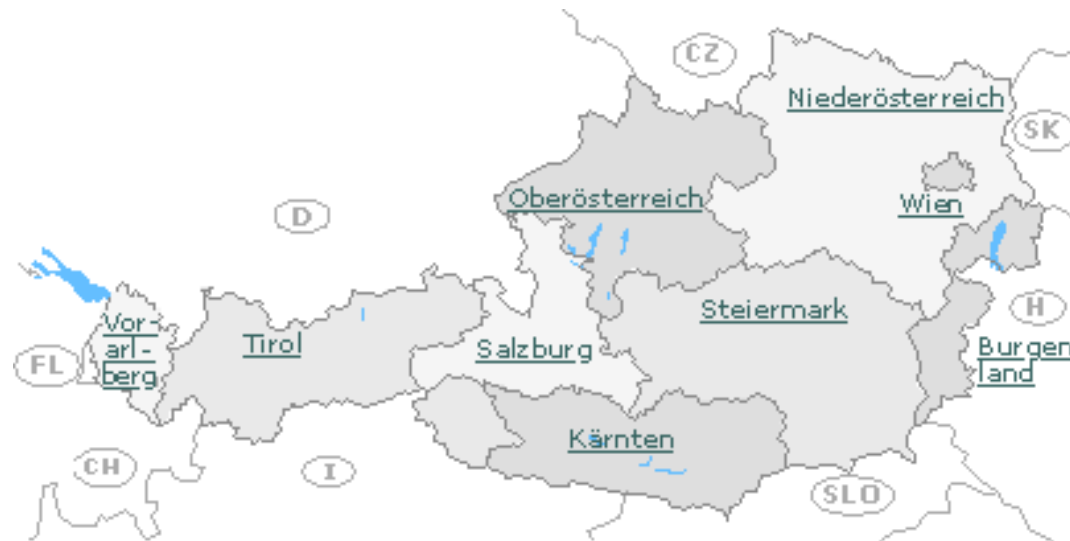 CZ
Niederösterreich
SK
Oberösterreich
Wien
D
Steiermark
H
Vor-
arl-
berg
Tirol
Salzburg
Burgen
land
FL
Kärnten
CH
I
SLO